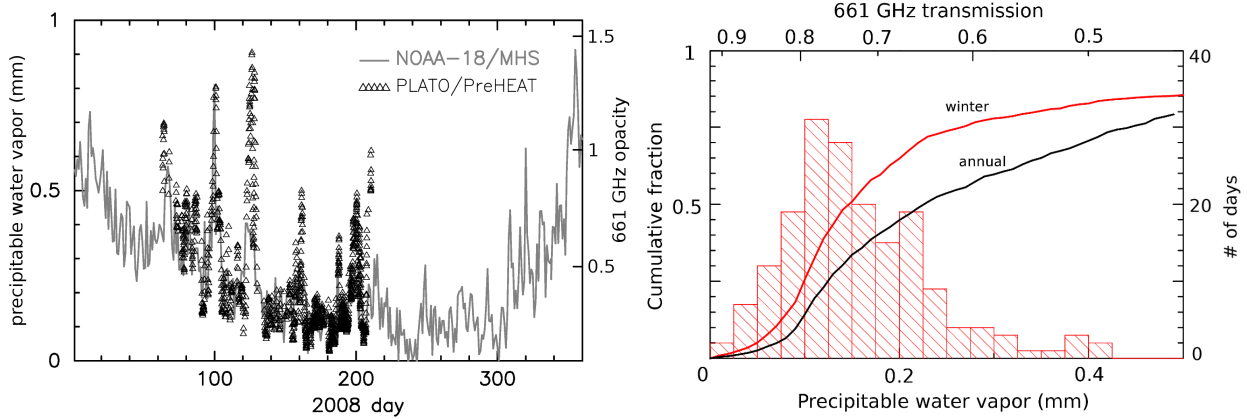 1
0.5
0
precipitable water vapor (mm)
NOAA-18/MHS
PLATO/PreHEAT
1.5
1
0.5
661 GHz opacity
100
200
300
2008 day
661 GHz transmission
0.9
0.8
0.7
0.6
0.5
1
0.5
0
Cumulative fraction
winter
annual
40
20
0
# of days
0
0.2
0.4
Precipitable water vapor (mm)